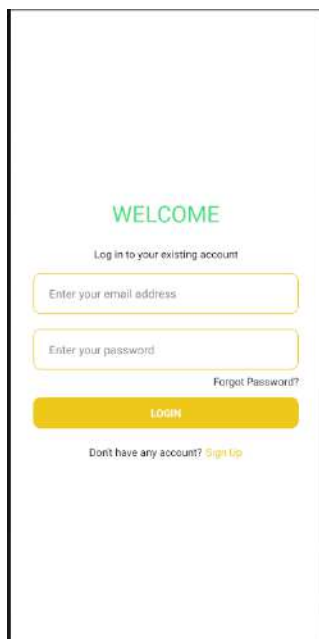 WELCOME
Log in to your existing account
Enter your email address
Enter your password
Forgot Password?
LOGIN
Don't have any account? Sign Up